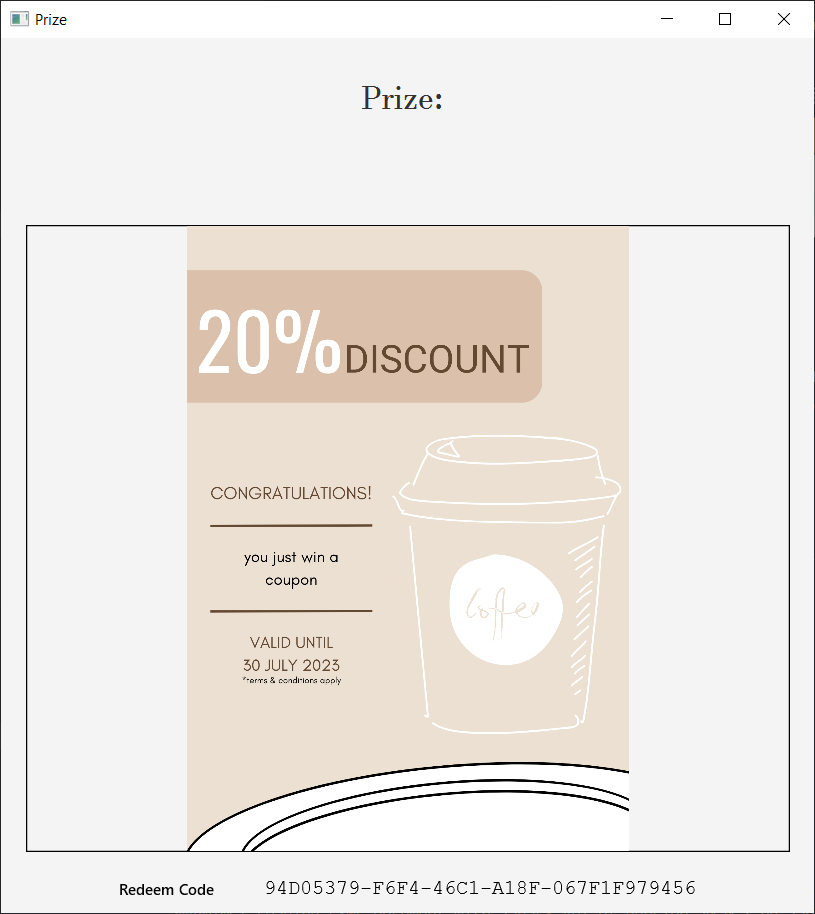 Prize
Prize:
20% DISCOUNT
CONGRATULATIONS!
you just win a
coupon
Coffee
VALID UNTIL
30 JULY 2023
*terms & conditions apply
Redeem Code 94D05379-F6F4-46C1-A18F-067F1F979456